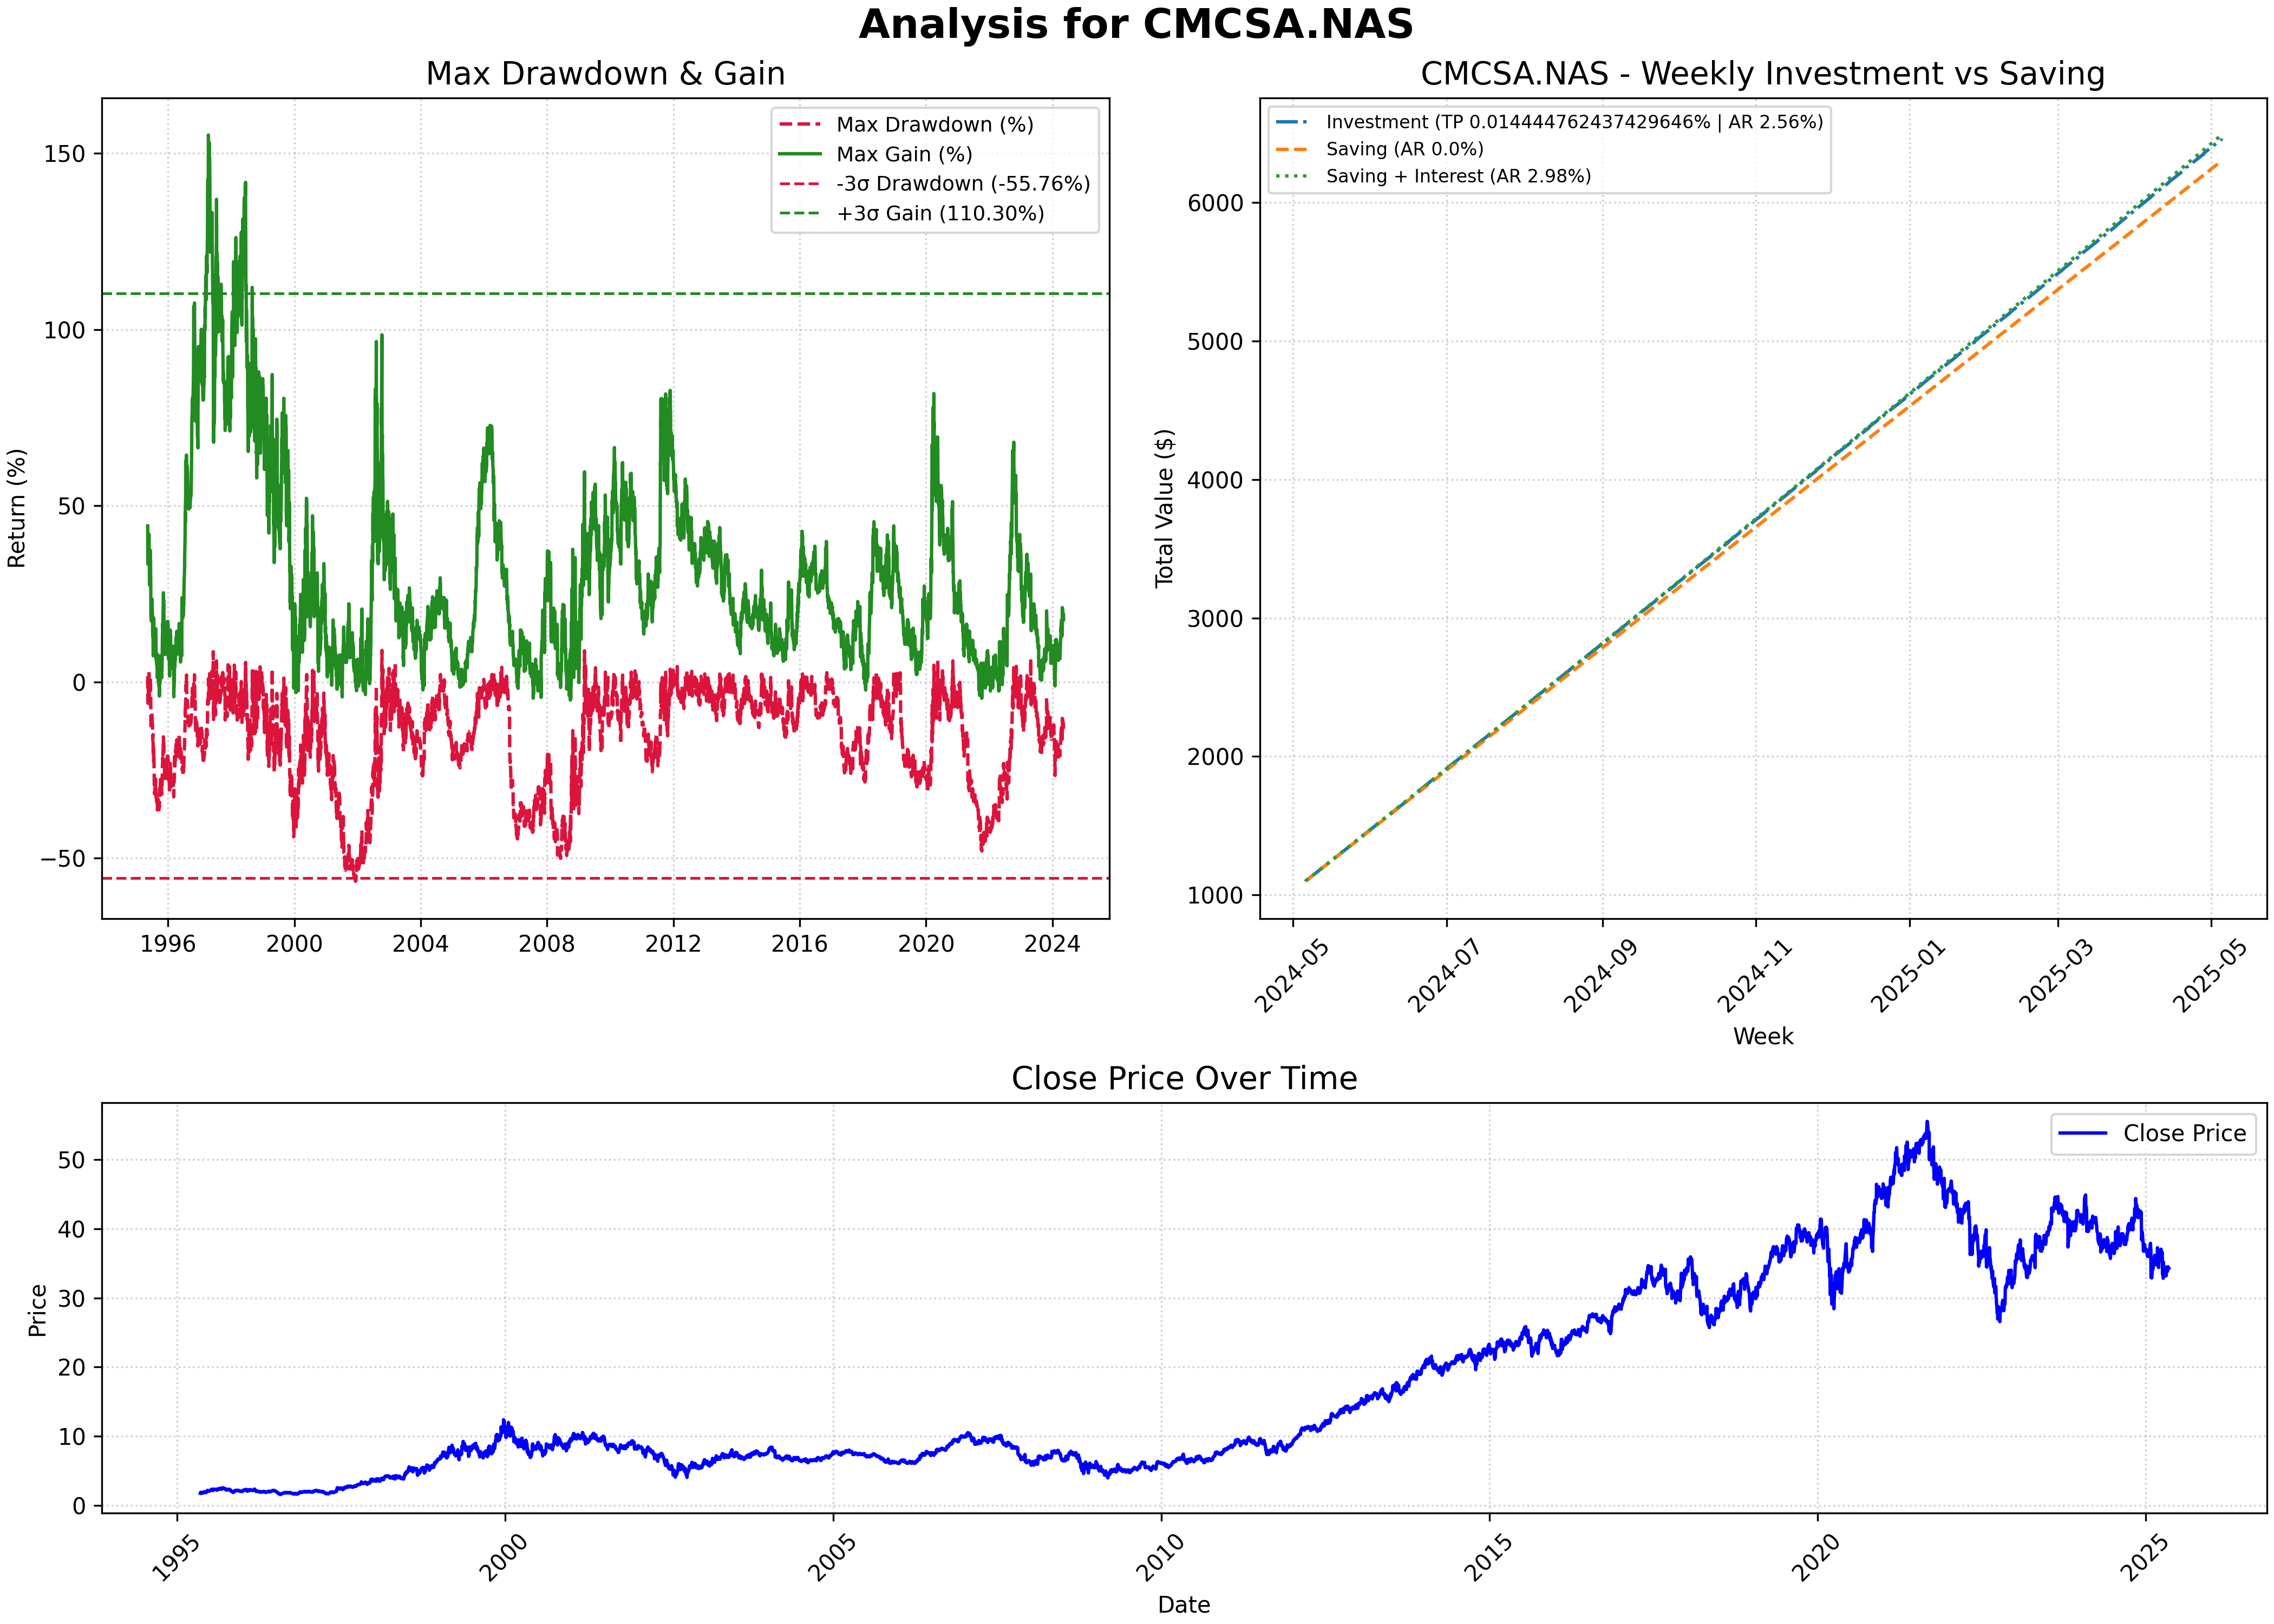 Analysis for CMCSA.NAS
Max Drawdown & Gain
Return (%)
150
100
50
0
−50
1996
2000
2004
2008
2012
2016
2020
2024
Max Drawdown (%)
Max Gain (%)
-3σ Drawdown (-55.76%)
+3σ Gain (110.30%)
CMCSA.NAS - Weekly Investment vs Saving
Total Value ($)
6000
5000
4000
3000
2000
1000
Investment (TP 0.014444762437429646% | AR 2.56%)
Saving (AR 0.0%)
Saving + Interest (AR 2.98%)
2024-05
2024-07
2024-09
2024-11
2025-01
2025-03
2025-05
Week
Close Price Over Time
Price
50
40
30
20
10
0
Close Price
1995
2000
2005
2010
2015
2020
2025
Date